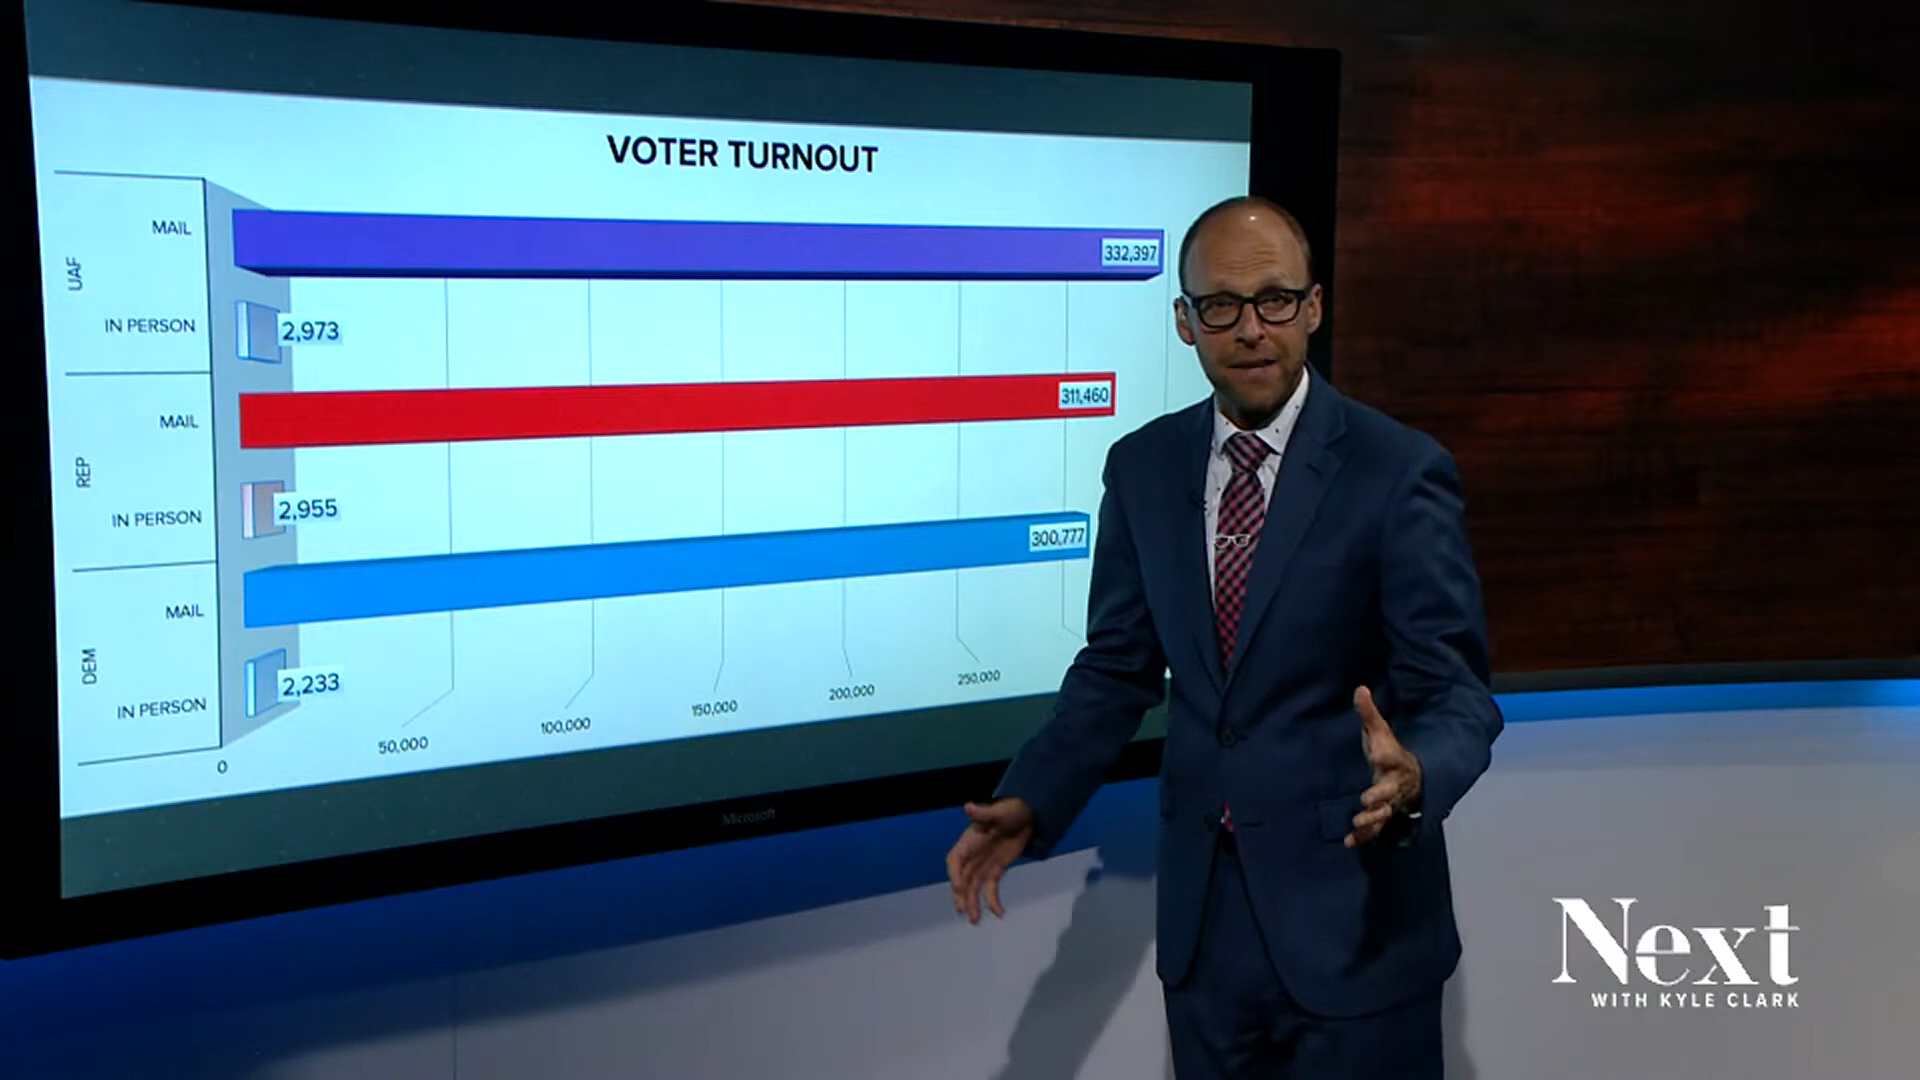 VOTER TURNOUT
UAF
MAIL
332,397
IN PERSON
2,973
REP
MAIL
311,460
IN PERSON
2,955
DEM
MAIL
300,777
IN PERSON
2,233
0
50,000
100,000
150,000
200,000
250,000
Microsoft
Next
WITH KYLE CLARK